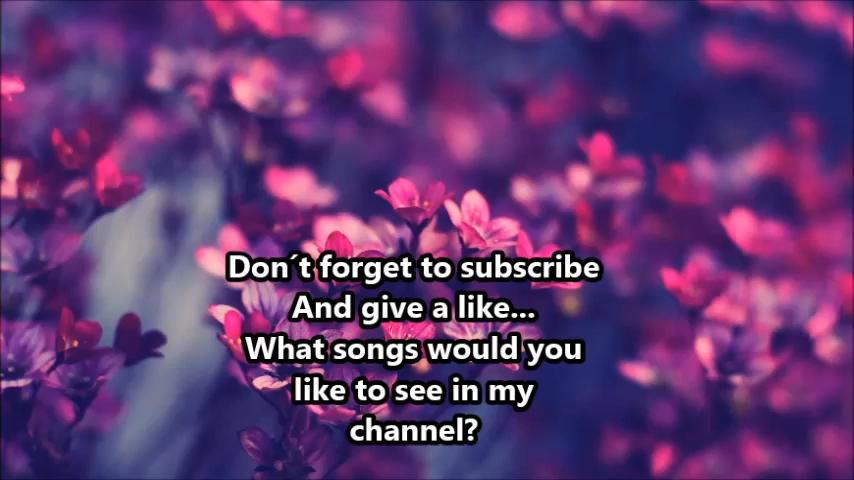 Don´t forget to subscribe
And give a like...
What songs would you
like to see in my
channel?